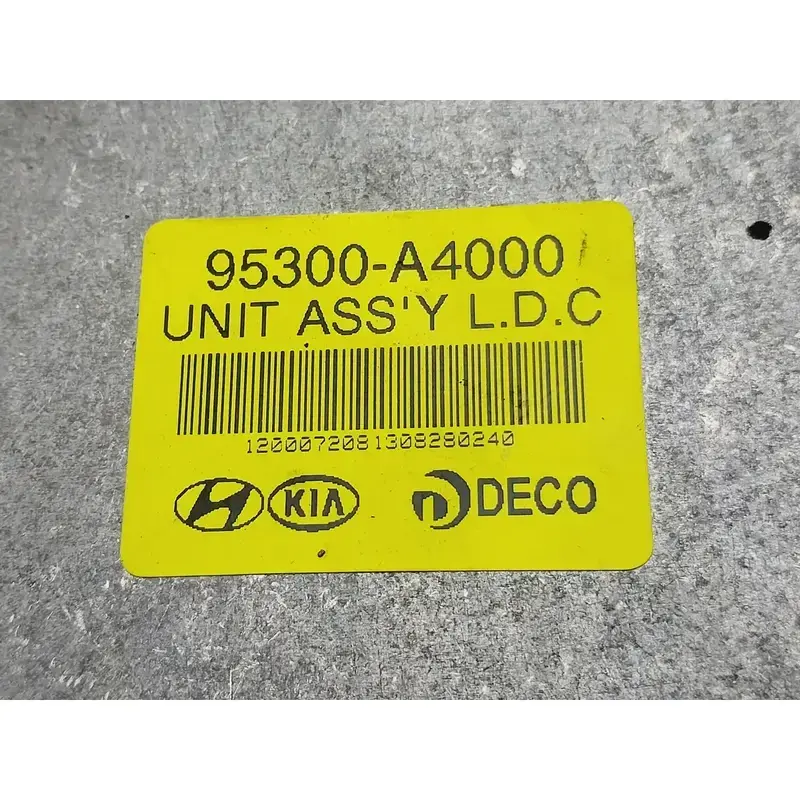 95300-A4000
UNIT ASS'Y L.D.C
1200072081308280240
H KIA n DECO